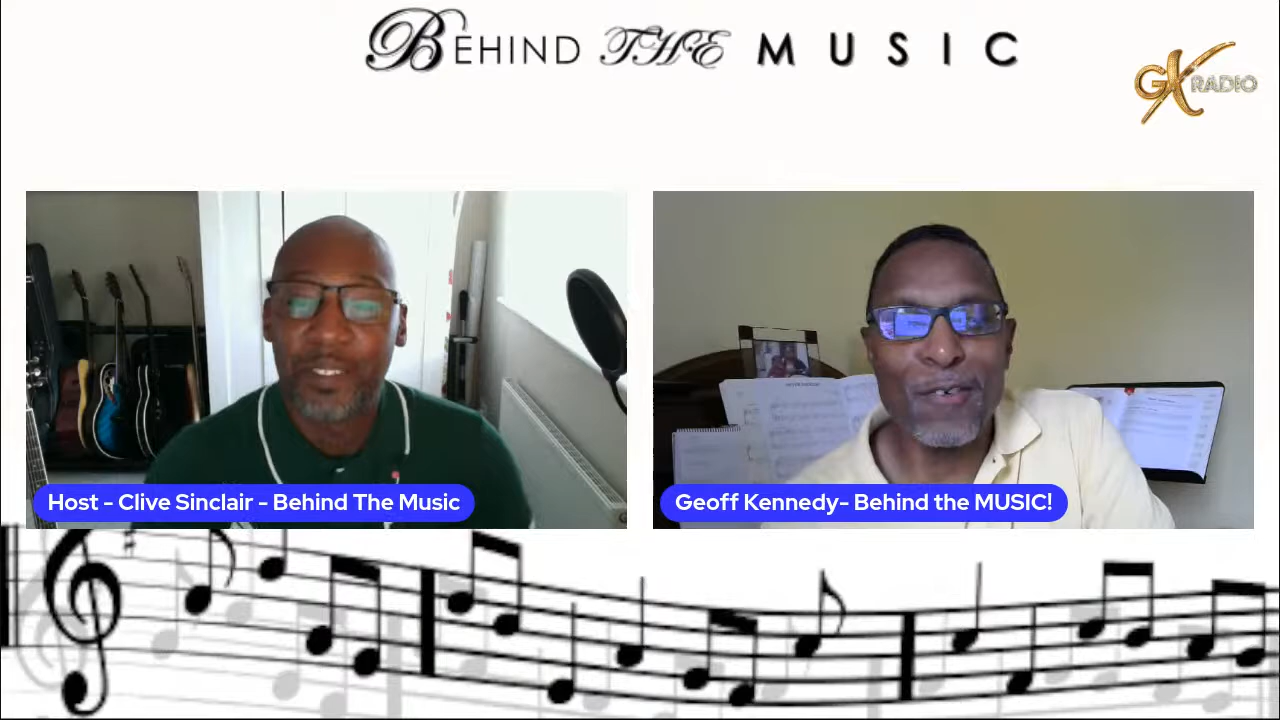 BEHIND THE MUSIC
GK RADIO
Host - Clive Sinclair - Behind The Music
Geoff Kennedy- Behind the MUSIC!